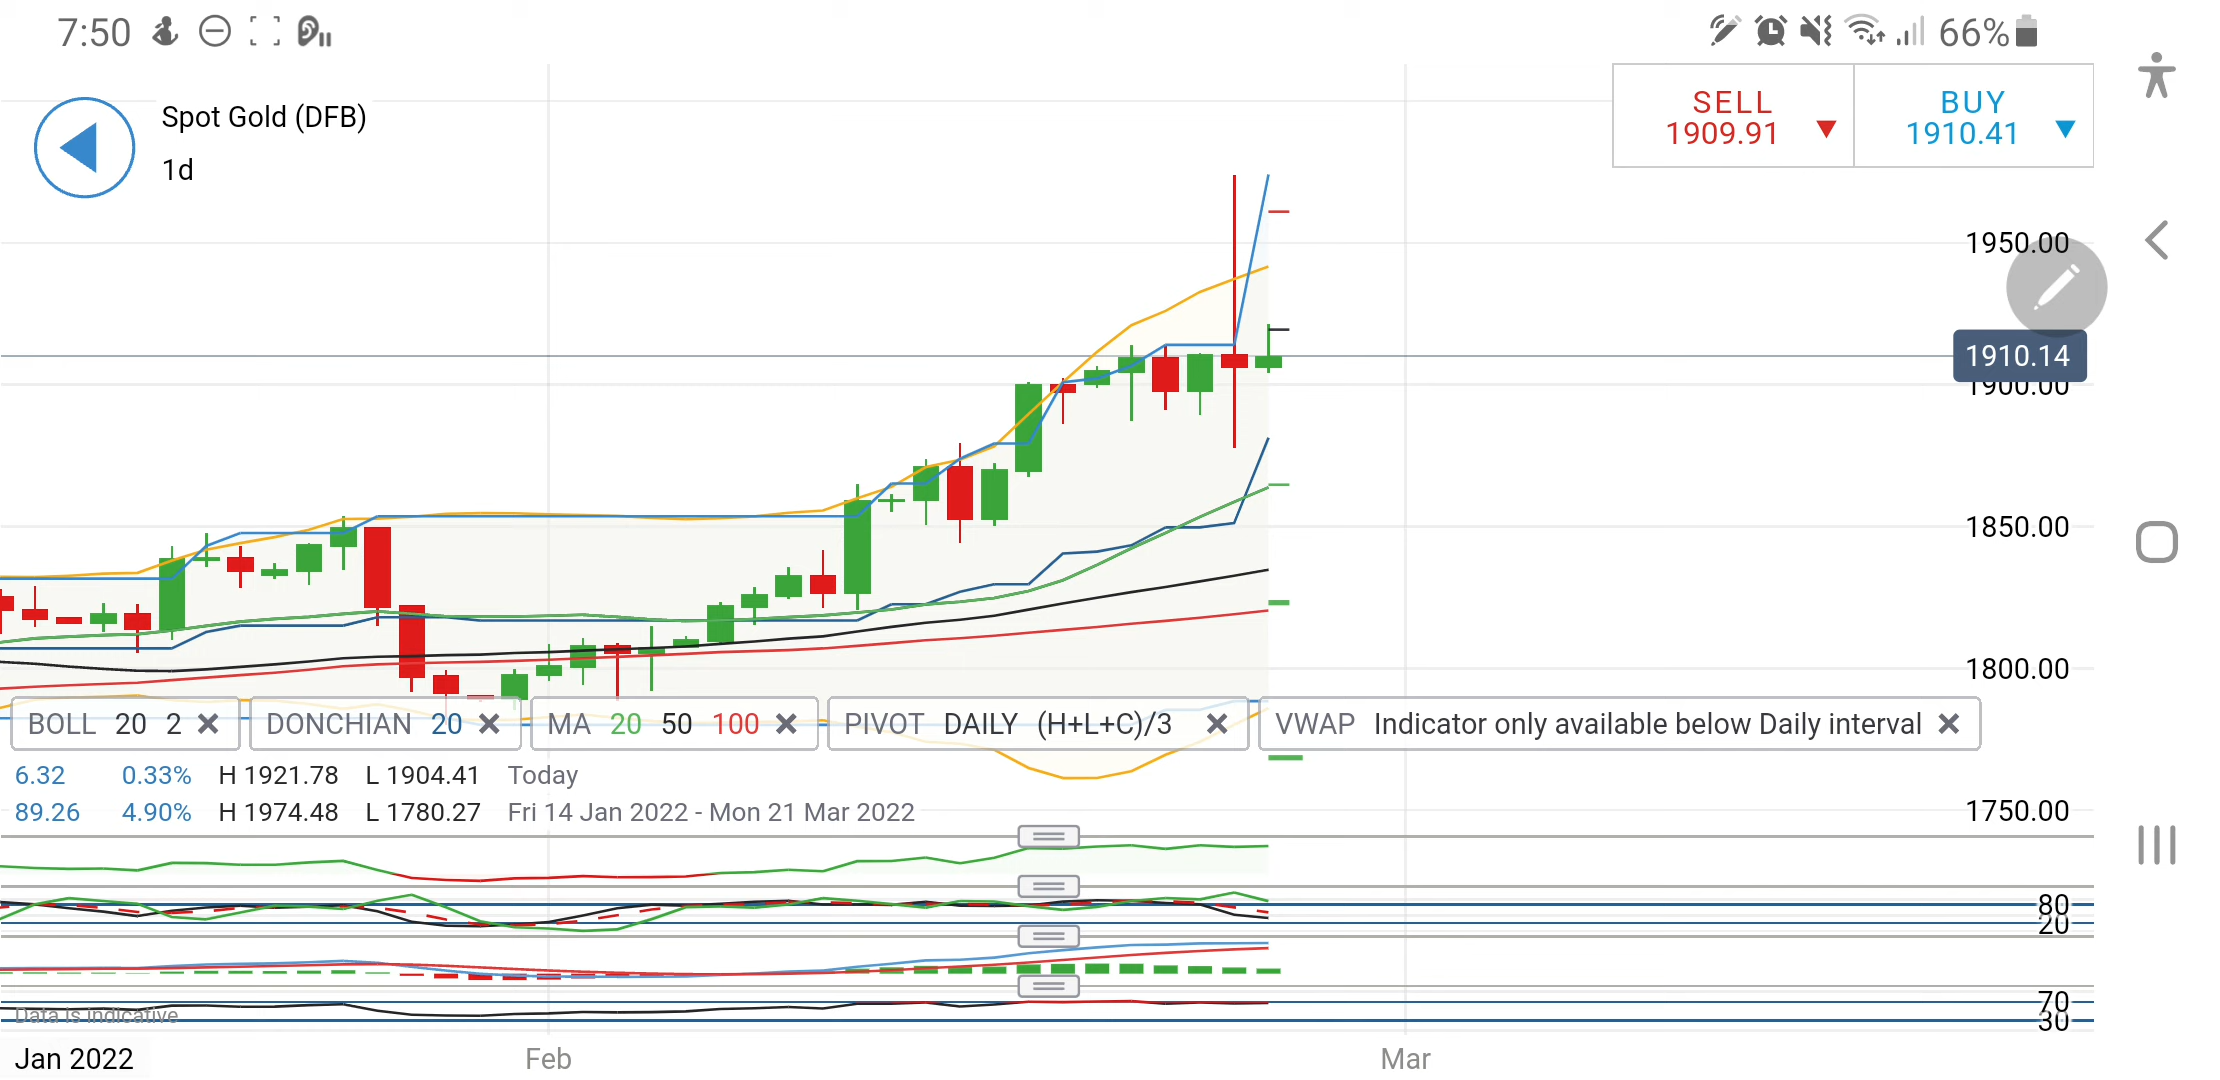 7:50
66%
Spot Gold (DFB)
1d
SELL
1909.91
BUY
1910.41
1950.00
1910.14
1900.00
1850.00
1800.00
BOLL 20 2
DONCHIAN 20
MA 20 50 100
PIVOT DAILY (H+L+C)/3
VWAP Indicator only available below Daily interval
6.32 0.33% H 1921.78 L 1904.41 Today
89.26 4.90% H 1974.48 L 1780.27 Fri 14 Jan 2022 - Mon 21 Mar 2022
1750.00
80
20
70
30
Data is indicative
Jan 2022
Feb
Mar